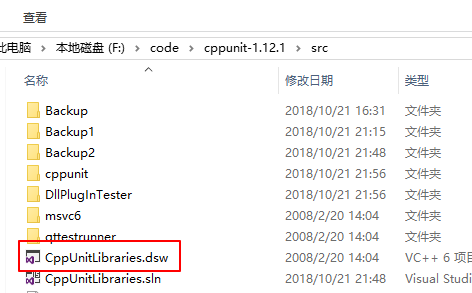 查看
此电脑 本地磁盘 (F:) code cppunit-1.12.1 src
名称 修改日期 类型
Backup 2018/10/21 16:31 文件夹
Backup1 2018/10/21 21:15 文件夹
Backup2 2018/10/21 21:48 文件夹
cppunit 2018/10/21 21:56 文件夹
DllPlugInTester 2018/10/21 21:56 文件夹
msvc6 2008/2/20 14:04 文件夹
qttestrunner 2008/2/20 14:04 文件夹
CppUnitLibraries.dsw 2008/2/20 14:04 VC++ 6 项
CppUnitLibraries.sln 2018/10/21 21:48 Visual Studi